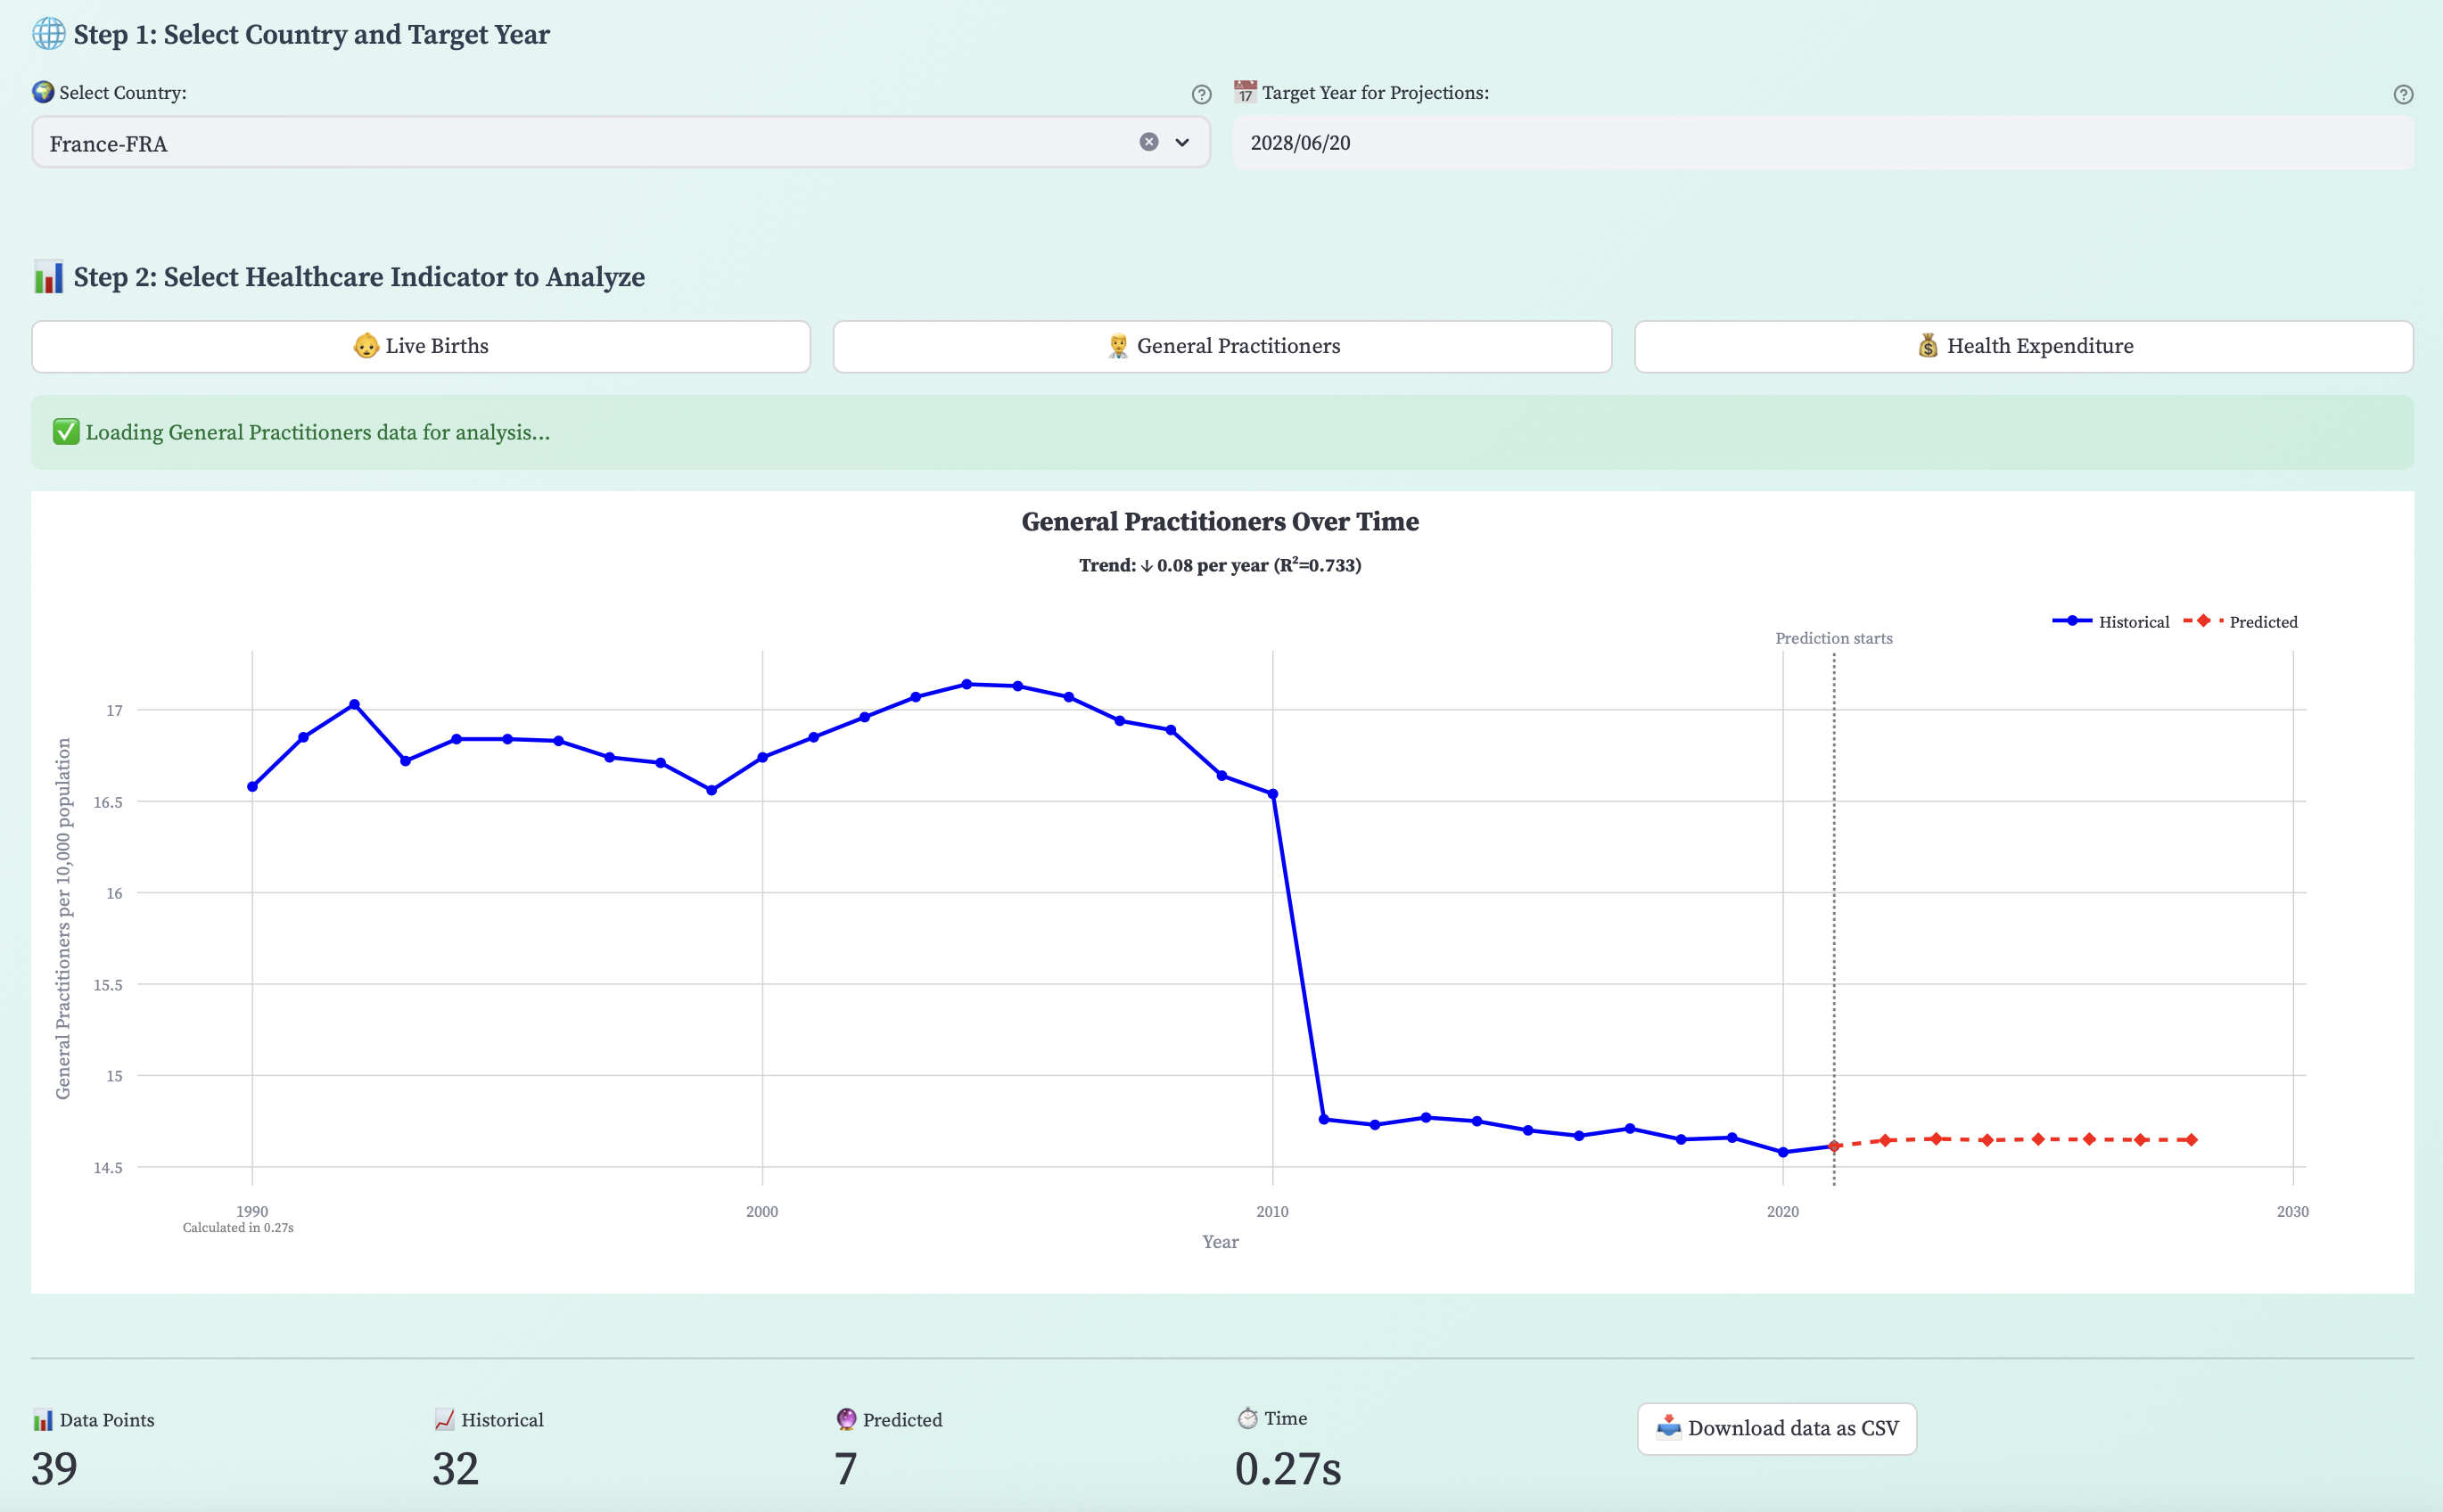 Step 1: Select Country and Target Year
Select Country:
17 Target Year for Projections:
France-FRA
2028/06/20
Step 2: Select Healthcare Indicator to Analyze
Live Births
General Practitioners
Health Expenditure
Loading General Practitioners data for analysis...
General Practitioners Over Time
Trend: ↓ 0.08 per year (R²=0.733)
Historical
Predicted
Prediction starts
General Practitioners per 10,000 population
17
16.5
16
15.5
15
14.5
1990
2000
2010
2020
2030
Calculated in 0.27s
Year
Data Points
Historical
Predicted
Time
Download data as CSV
39
32
7
0.27s